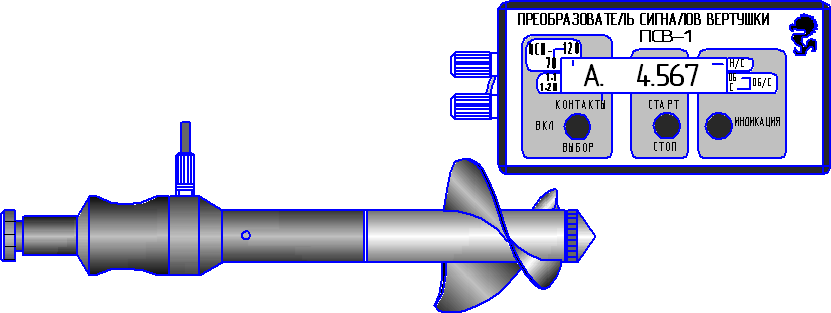 ПРЕОБРАЗОВАТЕЛЬ СИГНАЛОВ ВЕРТУШКИ
ПСВ-1
120
70
1:1
1:20
А. 4.567
М/С
ОБ
С
ОБ/С
КОНТАКТЫ
СТАРТ
ВКЛ
ИНДИКАЦИЯ
ВЫБОР
СТОП